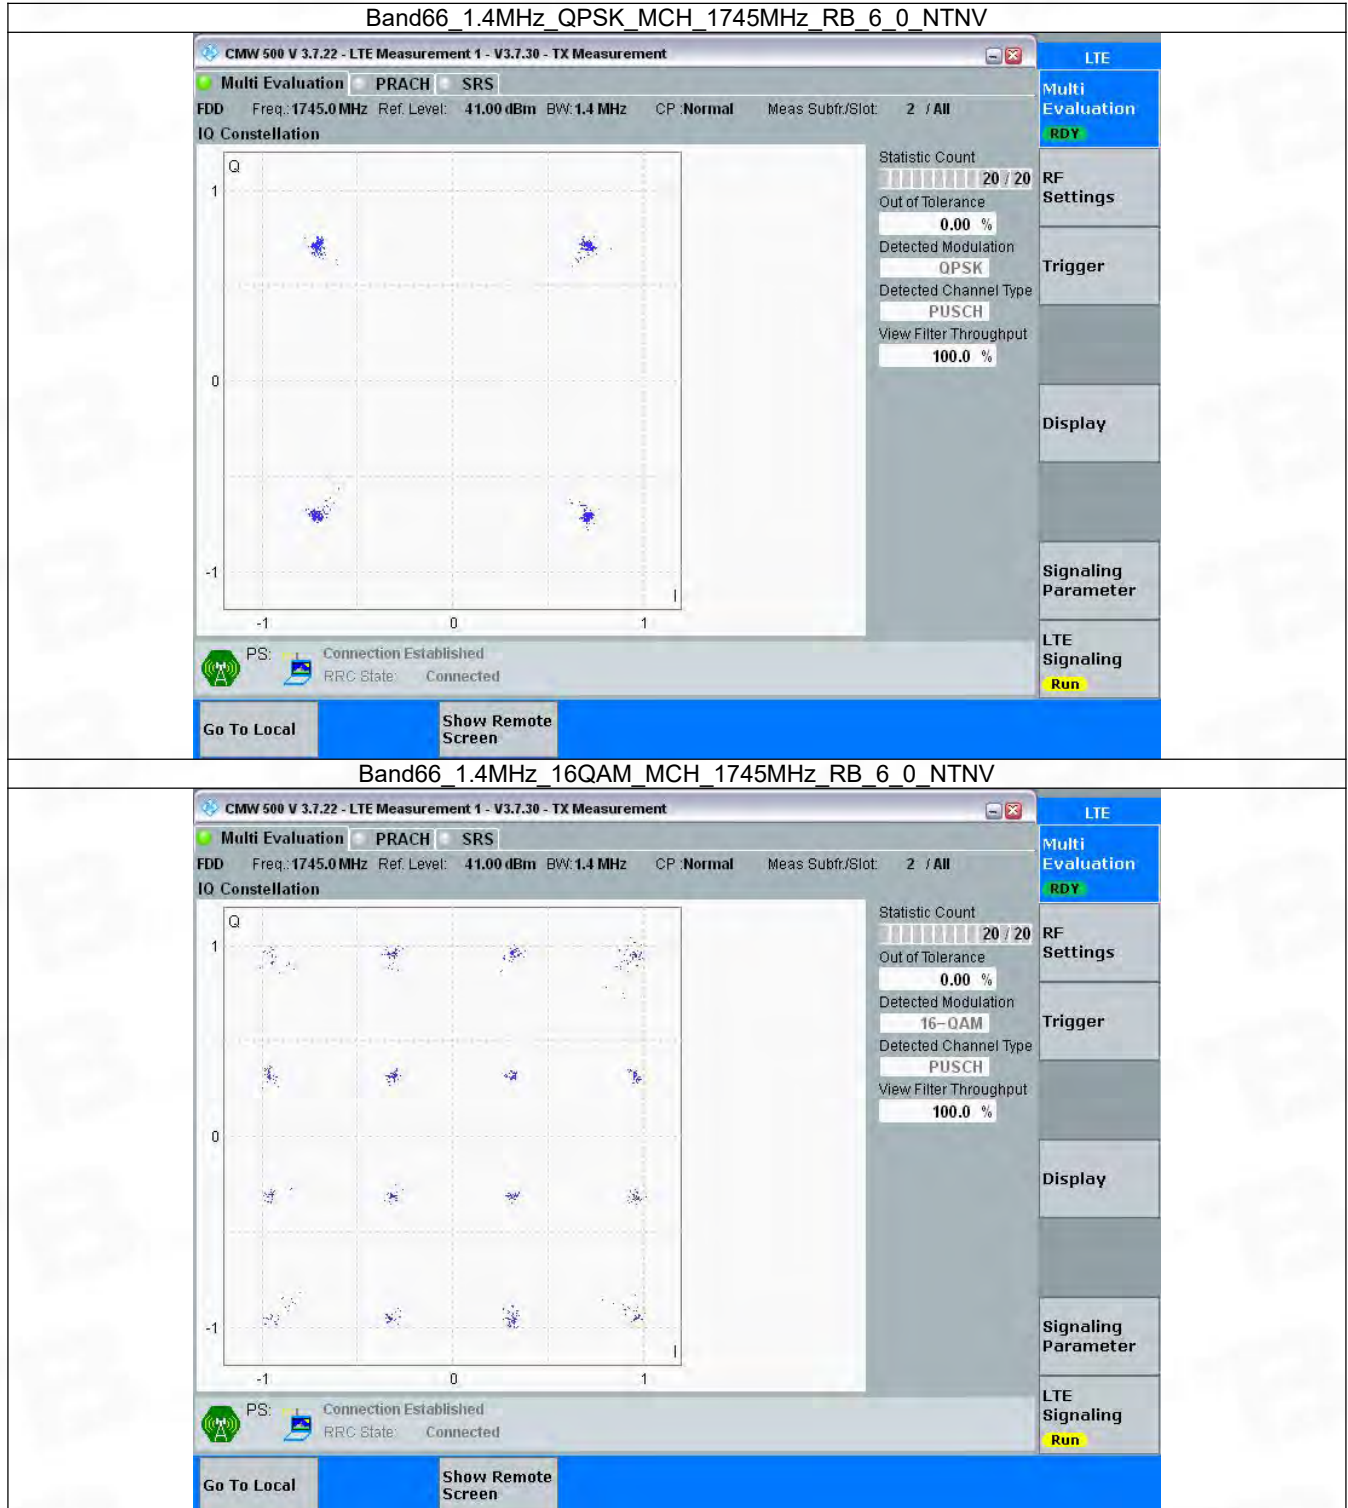 Band66_1.4MHz_QPSK_MCH_1745MHz_RB_6_0_NTNV
CMW 500 V 3.7.22 - LTE Measurement 1 - V3.7.30 - TX Measurement
LTE
Multi Evaluation PRACH SRS
Multi
Evaluation
RDY
FDD Freq.:1745.0 MHz Ref. Level: 41.00 dBm BW:1.4 MHz CP :Normal Meas Subfr./Slot: 2 / All
IQ Constellation
Q
1
0
-1
I
-1 0 1
Statistic Count
20 / 20
Out of Tolerance
0.00 %
Detected Modulation
QPSK
Detected Channel Type
PUSCH
View Filter Throughput
100.0 %
RF
Settings
Trigger
Display
Signaling
Parameter
LTE
Signaling
Run
PS: Connection Established
RRC State: Connected
Go To Local
Show Remote
Screen
Band66_1.4MHz_16QAM_MCH_1745MHz_RB_6_0_NTNV
CMW 500 V 3.7.22 - LTE Measurement 1 - V3.7.30 - TX Measurement
LTE
Multi Evaluation PRACH SRS
Multi
Evaluation
RDY
FDD Freq.:1745.0 MHz Ref. Level: 41.00 dBm BW:1.4 MHz CP :Normal Meas Subfr./Slot: 2 / All
IQ Constellation
Q
1
0
-1
I
-1 0 1
Statistic Count
20 / 20
Out of Tolerance
0.00 %
Detected Modulation
16-QAM
Detected Channel Type
PUSCH
View Filter Throughput
100.0 %
RF
Settings
Trigger
Display
Signaling
Parameter
LTE
Signaling
Run
PS: Connection Established
RRC State: Connected
Go To Local
Show Remote
Screen